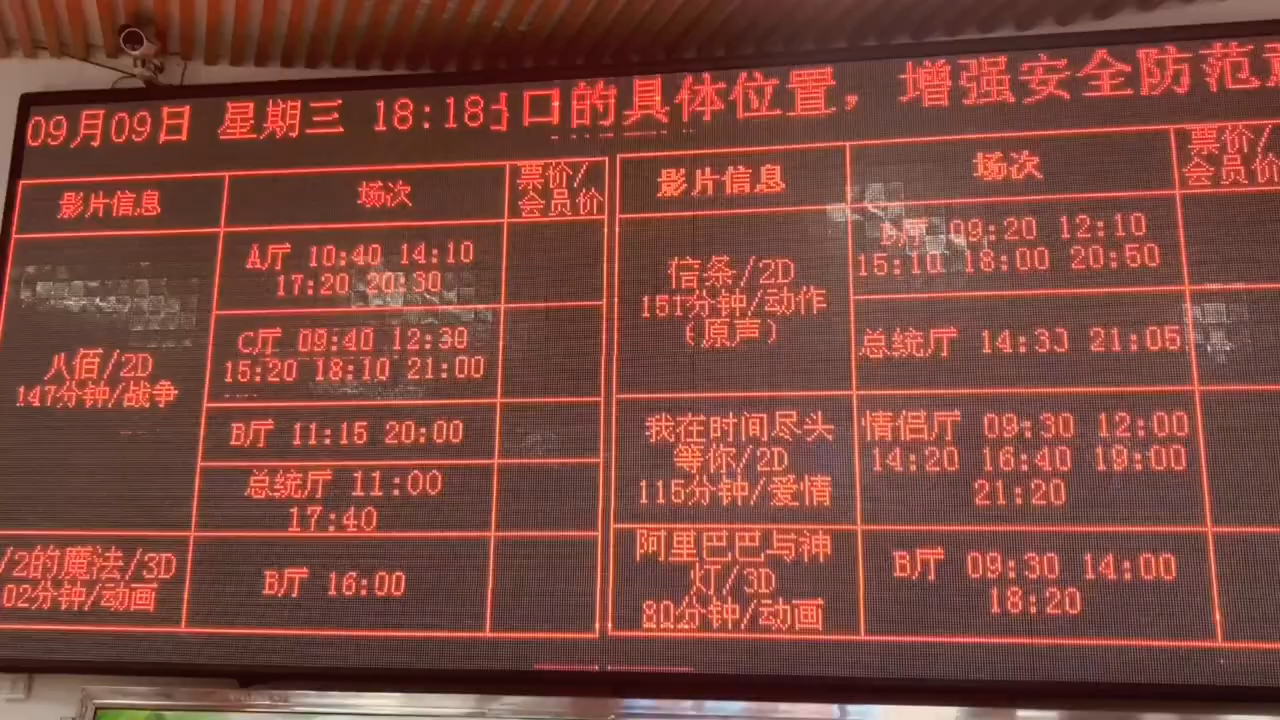 09月09日 星期三 18:18
口的具体位置，增强安全防范
影片信息 场次 票价/
会员价
八佰/2D
147分钟/战争
A厅 10:40 14:10
17:20 20:30
C厅 09:40 12:30
15:20 18:10 21:00
B厅 11:15 20:00
总统厅 11:00
17:40
/2的魔法/3D
02分钟/动画
B厅 16:00
影片信息 场次 票价/
会员价
信条/2D
151分钟/动作
(原声)
09:20 12:10
15:10 18:00 20:50
总统厅 14:30 21:05
我在时间尽头
等你/2D
115分钟/爱情
情侣厅 09:30 12:00
14:20 16:40 19:00
21:20
阿里巴巴与神
灯/3D
80分钟/动画
B厅 09:30 14:00
18:20